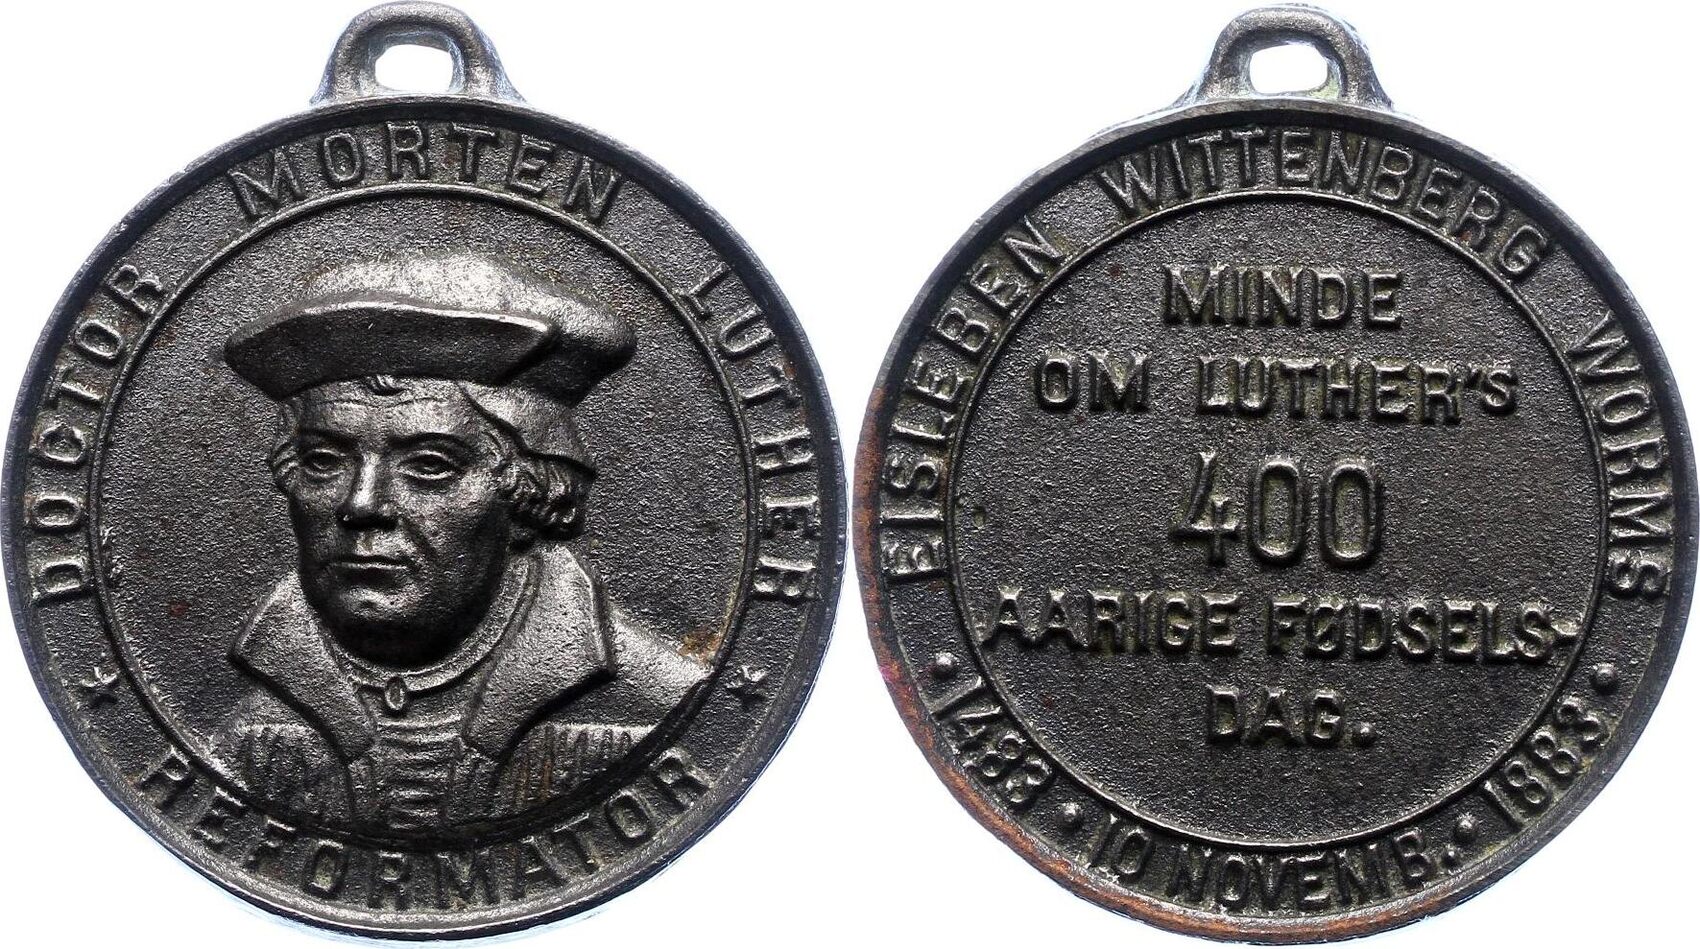 DOCTOR MORTEN LUTHER
REFORMATOR
EISLEBEN WITTENBERG WORMS
MINDE
OM LUTHER'S
400
AARIGE FØDSELS
DAG.
· 1483 · 10 NOVEMB. · 1883 ·